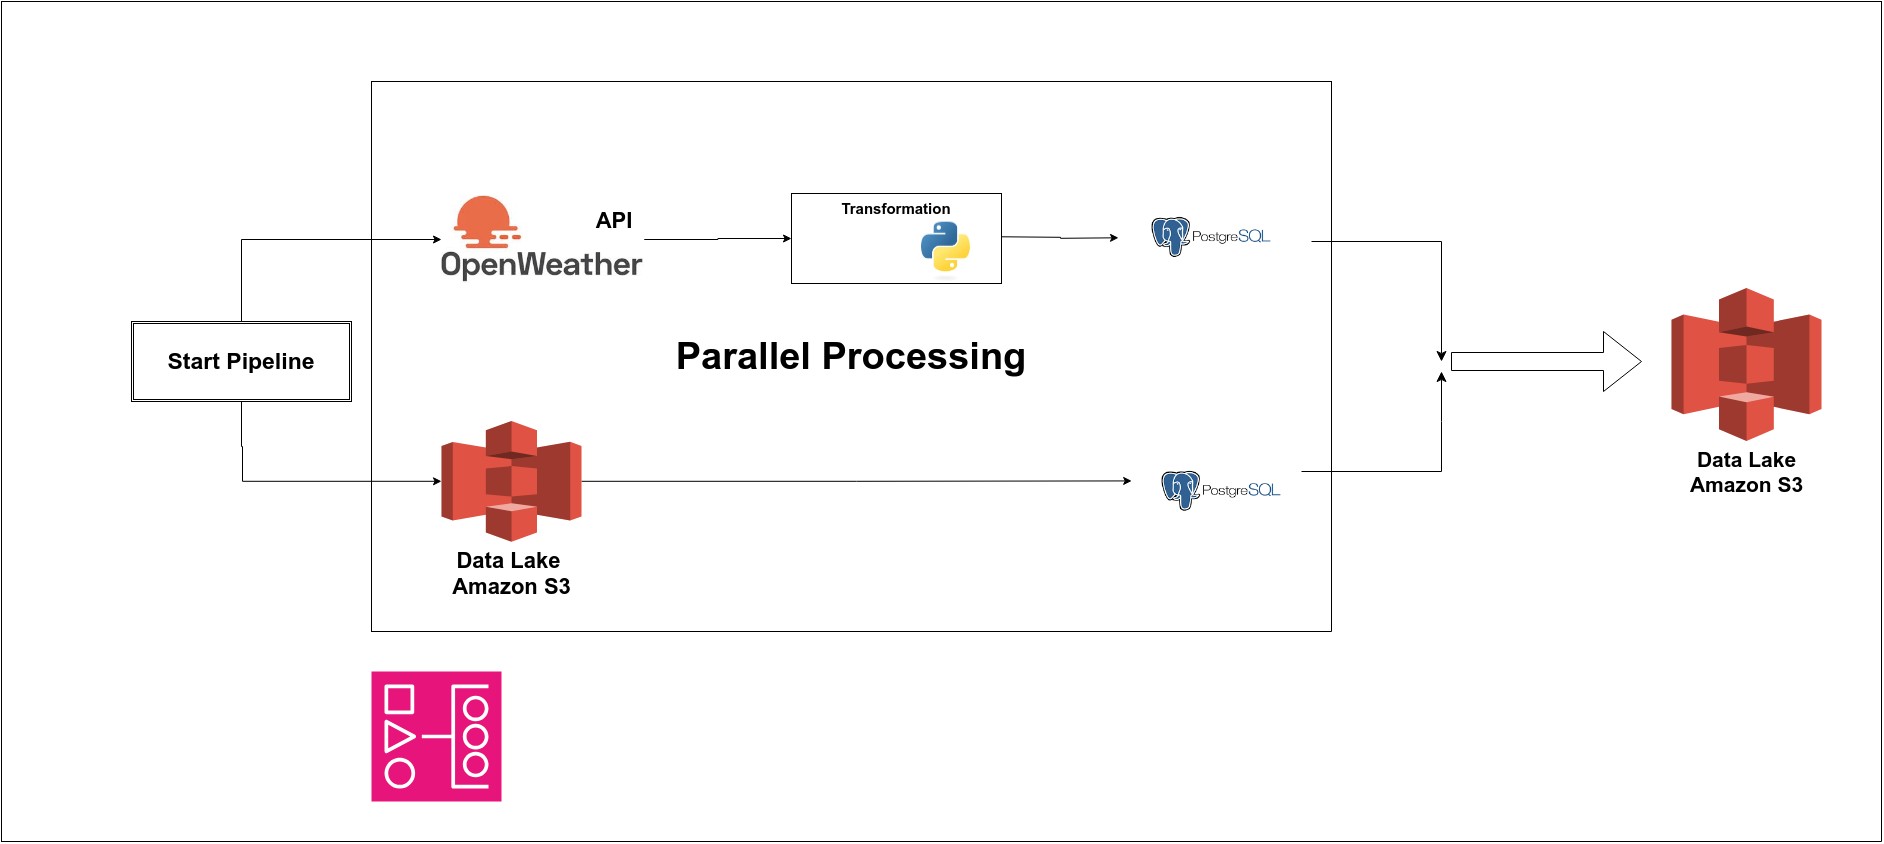 API
OpenWeather
Transformation
PostgreSQL
Start Pipeline
Parallel Processing
Data Lake
Amazon S3
PostgreSQL
Data Lake
Amazon S3